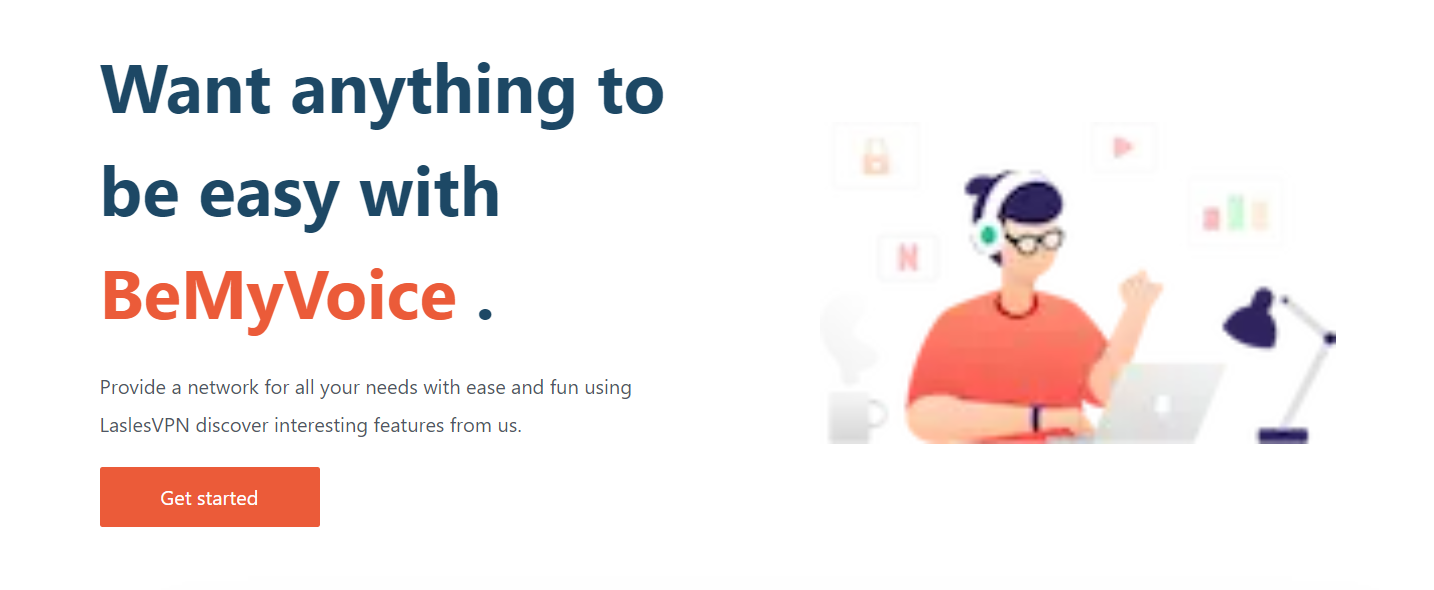 Want anything to
be easy with
BeMyVoice .
Provide a network for all your needs with ease and fun using
LaslesVPN discover interesting features from us.
Get started
N